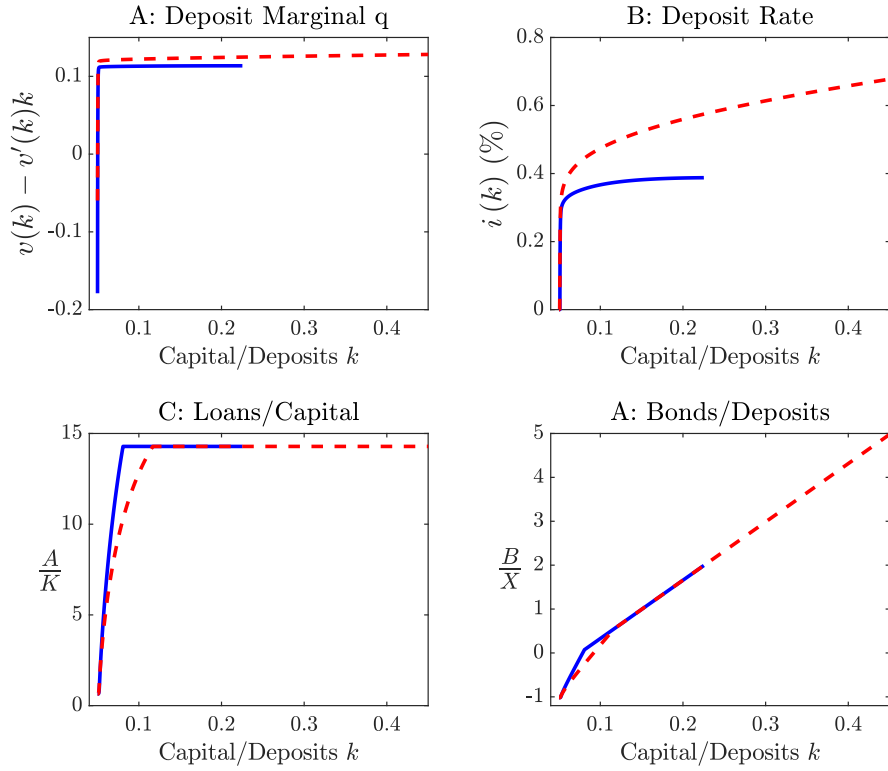 A: Deposit Marginal q
v(k) − v′(k)k
0.1
0
-0.1
-0.2
0.1 0.2 0.3 0.4
Capital/Deposits k
B: Deposit Rate
i (k) (%)
0.8
0.6
0.4
0.2
0
0.1 0.2 0.3 0.4
Capital/Deposits k
C: Loans/Capital
A/K
15
10
5
0
0.1 0.2 0.3 0.4
Capital/Deposits k
A: Bonds/Deposits
B/X
5
4
3
2
1
0
-1
0.1 0.2 0.3 0.4
Capital/Deposits k